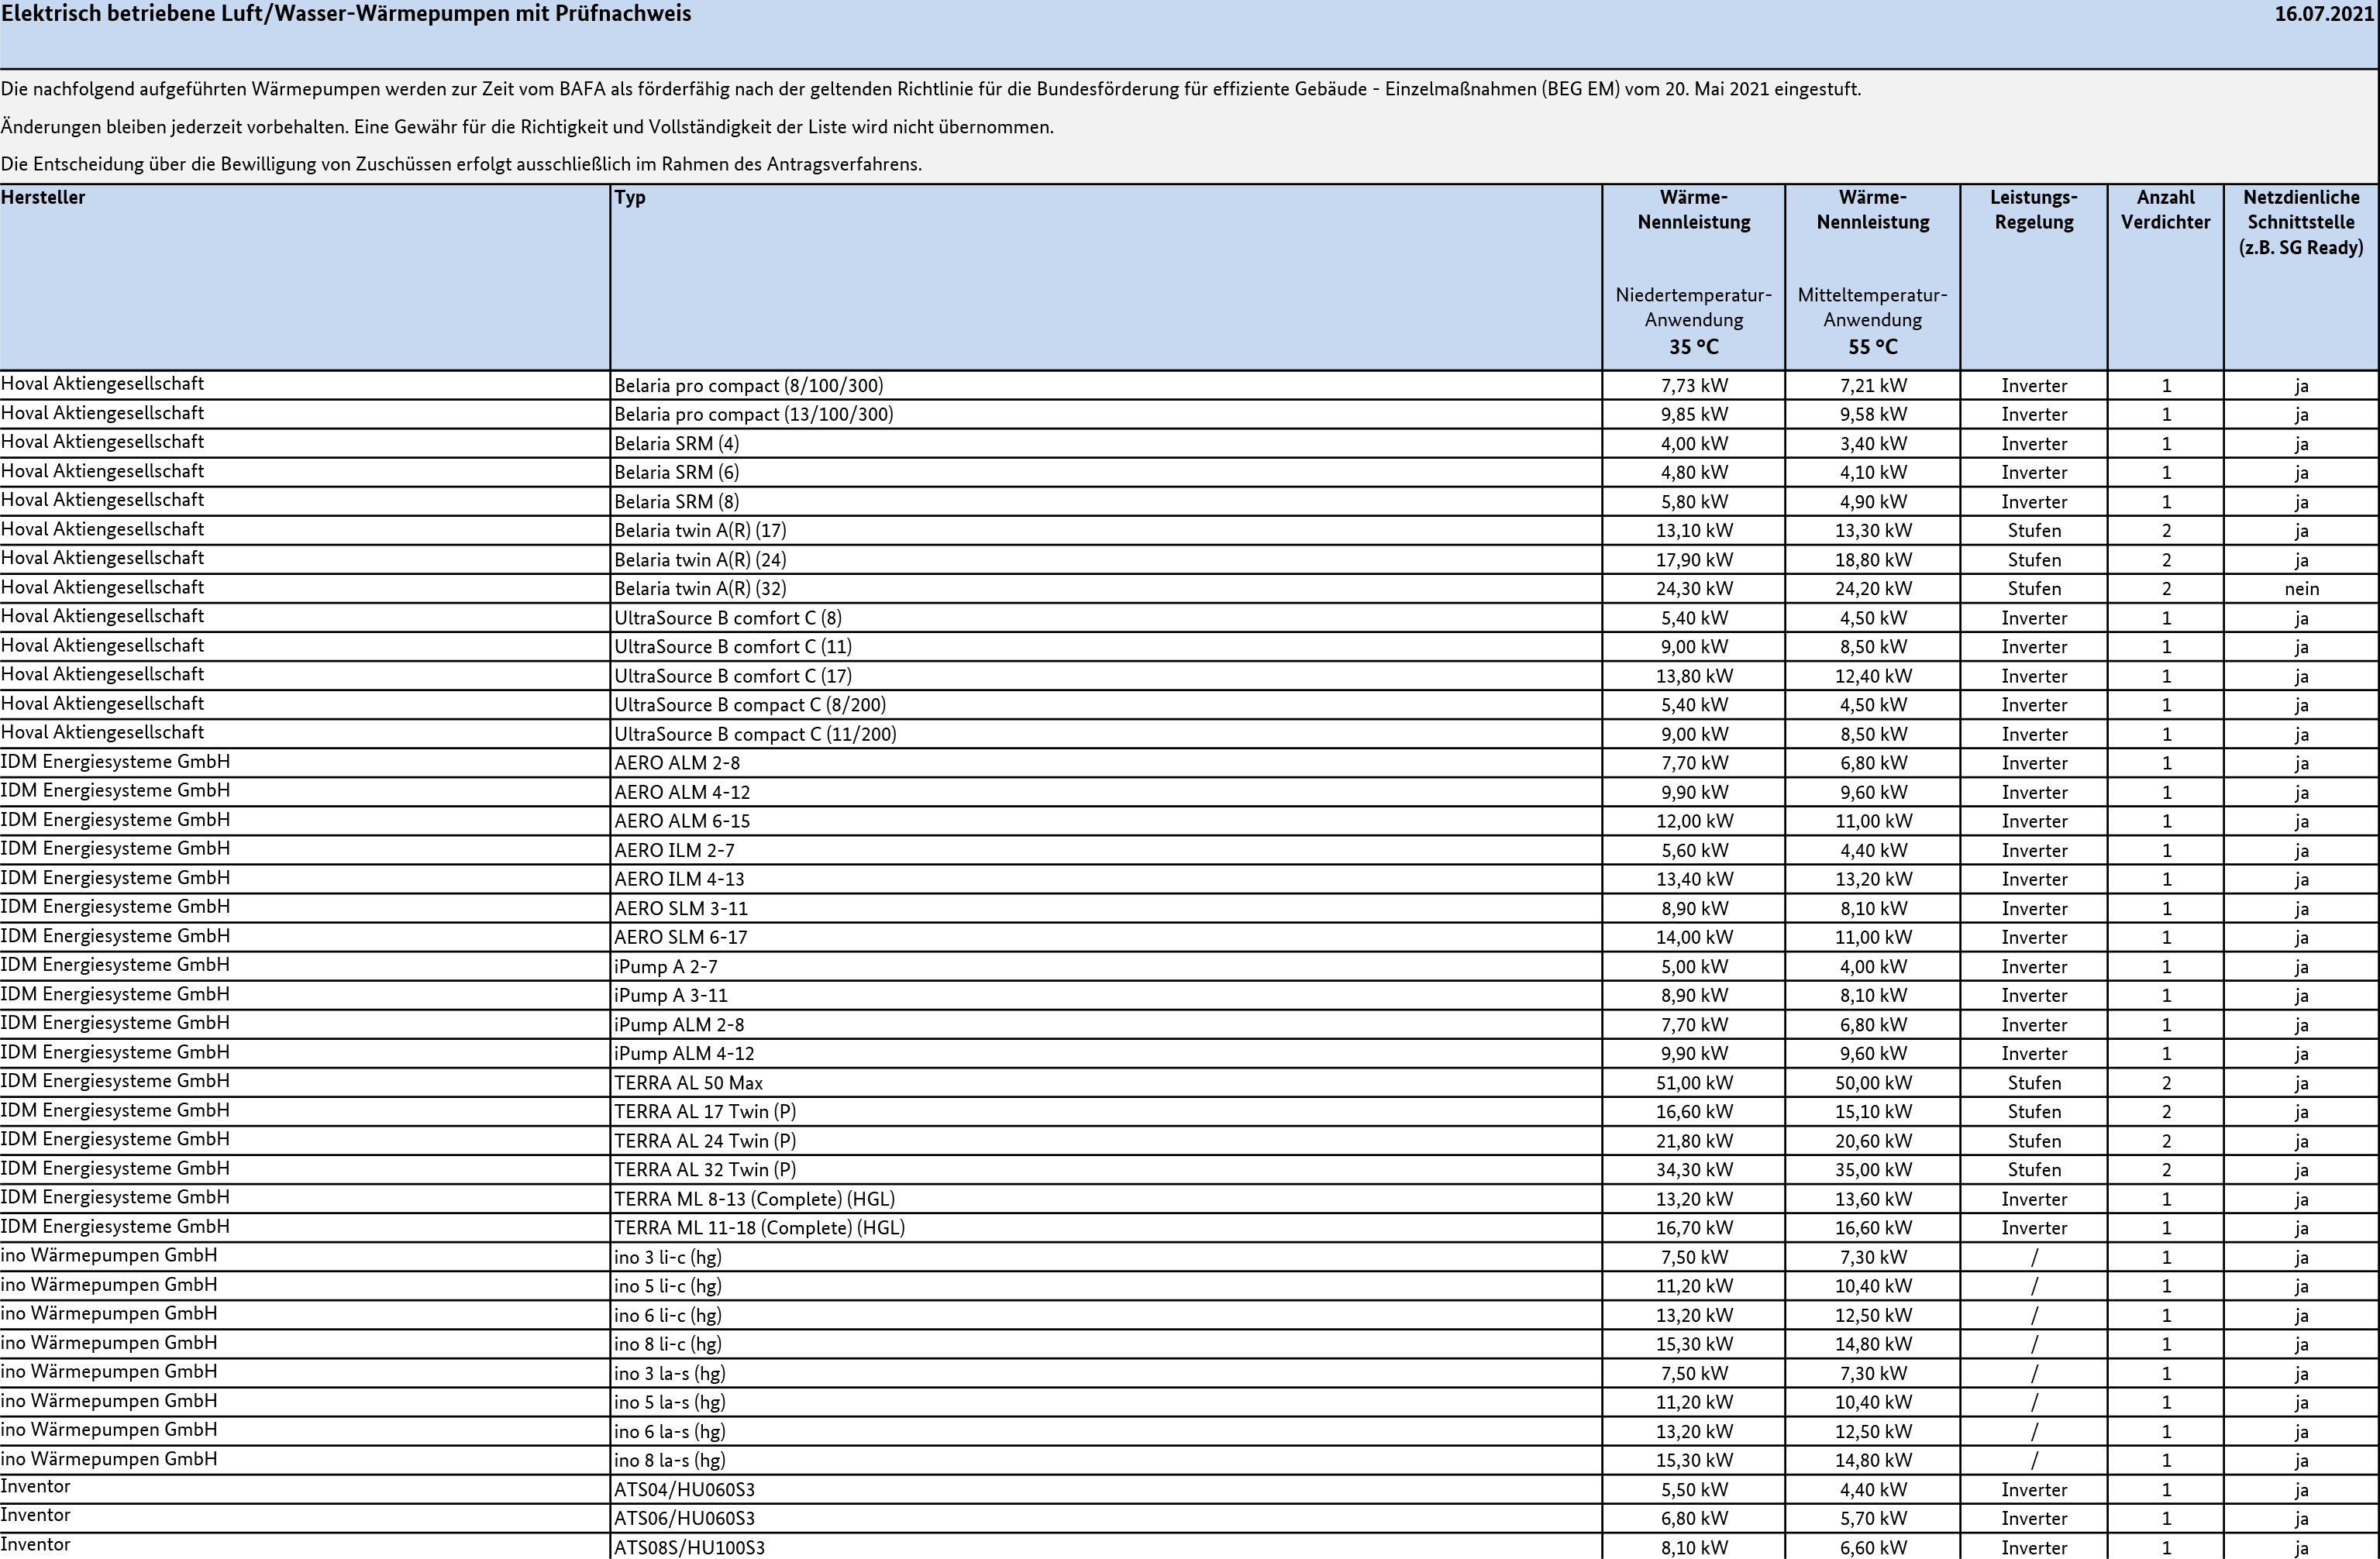 Elektrisch betriebene Luft/Wasser-Wärmepumpen mit Prüfnachweis 16.07.2021
Die nachfolgend aufgeführten Wärmepumpen werden zur Zeit vom BAFA als förderfähig nach der geltenden Richtlinie für die Bundesförderung für effiziente Gebäude - Einzelmaßnahmen (BEG EM) vom 20. Mai 2021 eingestuft.
Änderungen bleiben jederzeit vorbehalten. Eine Gewähr für die Richtigkeit und Vollständigkeit der Liste wird nicht übernommen.
Die Entscheidung über die Bewilligung von Zuschüssen erfolgt ausschließlich im Rahmen des Antragsverfahrens.
Hersteller Typ Wärme- Wärme- Leistungs- Anzahl Netzdienliche
Nennleistung Nennleistung Regelung Verdichter Schnittstelle
(z.B. SG Ready)
Niedertemperatur- Mitteltemperatur-
Anwendung Anwendung
35 °C 55 °C
Hoval Aktiengesellschaft Belaria pro compact (8/100/300) 7,73 kW 7,21 kW Inverter 1 ja
Hoval Aktiengesellschaft Belaria pro compact (13/100/300) 9,85 kW 9,58 kW Inverter 1 ja
Hoval Aktiengesellschaft Belaria SRM (4) 4,00 kW 3,40 kW Inverter 1 ja
Hoval Aktiengesellschaft Belaria SRM (6) 4,80 kW 4,10 kW Inverter 1 ja
Hoval Aktiengesellschaft Belaria SRM (8) 5,80 kW 4,90 kW Inverter 1 ja
Hoval Aktiengesellschaft Belaria twin A(R) (17) 13,10 kW 13,30 kW Stufen 2 ja
Hoval Aktiengesellschaft Belaria twin A(R) (24) 17,90 kW 18,80 kW Stufen 2 ja
Hoval Aktiengesellschaft Belaria twin A(R) (32) 24,30 kW 24,20 kW Stufen 2 nein
Hoval Aktiengesellschaft UltraSource B comfort C (8) 5,40 kW 4,50 kW Inverter 1 ja
Hoval Aktiengesellschaft UltraSource B comfort C (11) 9,00 kW 8,50 kW Inverter 1 ja
Hoval Aktiengesellschaft UltraSource B comfort C (17) 13,80 kW 12,40 kW Inverter 1 ja
Hoval Aktiengesellschaft UltraSource B compact C (8/200) 5,40 kW 4,50 kW Inverter 1 ja
Hoval Aktiengesellschaft UltraSource B compact C (11/200) 9,00 kW 8,50 kW Inverter 1 ja
IDM Energiesysteme GmbH AERO ALM 2-8 7,70 kW 6,80 kW Inverter 1 ja
IDM Energiesysteme GmbH AERO ALM 4-12 9,90 kW 9,60 kW Inverter 1 ja
IDM Energiesysteme GmbH AERO ALM 6-15 12,00 kW 11,00 kW Inverter 1 ja
IDM Energiesysteme GmbH AERO ILM 2-7 5,60 kW 4,40 kW Inverter 1 ja
IDM Energiesysteme GmbH AERO ILM 4-13 13,40 kW 13,20 kW Inverter 1 ja
IDM Energiesysteme GmbH AERO SLM 3-11 8,90 kW 8,10 kW Inverter 1 ja
IDM Energiesysteme GmbH AERO SLM 6-17 14,00 kW 11,00 kW Inverter 1 ja
IDM Energiesysteme GmbH iPump A 2-7 5,00 kW 4,00 kW Inverter 1 ja
IDM Energiesysteme GmbH iPump A 3-11 8,90 kW 8,10 kW Inverter 1 ja
IDM Energiesysteme GmbH iPump ALM 2-8 7,70 kW 6,80 kW Inverter 1 ja
IDM Energiesysteme GmbH iPump ALM 4-12 9,90 kW 9,60 kW Inverter 1 ja
IDM Energiesysteme GmbH TERRA AL 50 Max 51,00 kW 50,00 kW Stufen 2 ja
IDM Energiesysteme GmbH TERRA AL 17 Twin (P) 16,60 kW 15,10 kW Stufen 2 ja
IDM Energiesysteme GmbH TERRA AL 24 Twin (P) 21,80 kW 20,60 kW Stufen 2 ja
IDM Energiesysteme GmbH TERRA AL 32 Twin (P) 34,30 kW 35,00 kW Stufen 2 ja
IDM Energiesysteme GmbH TERRA ML 8-13 (Complete) (HGL) 13,20 kW 13,60 kW Inverter 1 ja
IDM Energiesysteme GmbH TERRA ML 11-18 (Complete) (HGL) 16,70 kW 16,60 kW Inverter 1 ja
ino Wärmepumpen GmbH ino 3 li-c (hg) 7,50 kW 7,30 kW / 1 ja
ino Wärmepumpen GmbH ino 5 li-c (hg) 11,20 kW 10,40 kW / 1 ja
ino Wärmepumpen GmbH ino 6 li-c (hg) 13,20 kW 12,50 kW / 1 ja
ino Wärmepumpen GmbH ino 8 li-c (hg) 15,30 kW 14,80 kW / 1 ja
ino Wärmepumpen GmbH ino 3 la-s (hg) 7,50 kW 7,30 kW / 1 ja
ino Wärmepumpen GmbH ino 5 la-s (hg) 11,20 kW 10,40 kW / 1 ja
ino Wärmepumpen GmbH ino 6 la-s (hg) 13,20 kW 12,50 kW / 1 ja
ino Wärmepumpen GmbH ino 8 la-s (hg) 15,30 kW 14,80 kW / 1 ja
Inventor ATS04/HU060S3 5,50 kW 4,40 kW Inverter 1 ja
Inventor ATS06/HU060S3 6,80 kW 5,70 kW Inverter 1 ja
Inventor ATS08S/HU100S3 8,10 kW 6,60 kW Inverter 1 ja